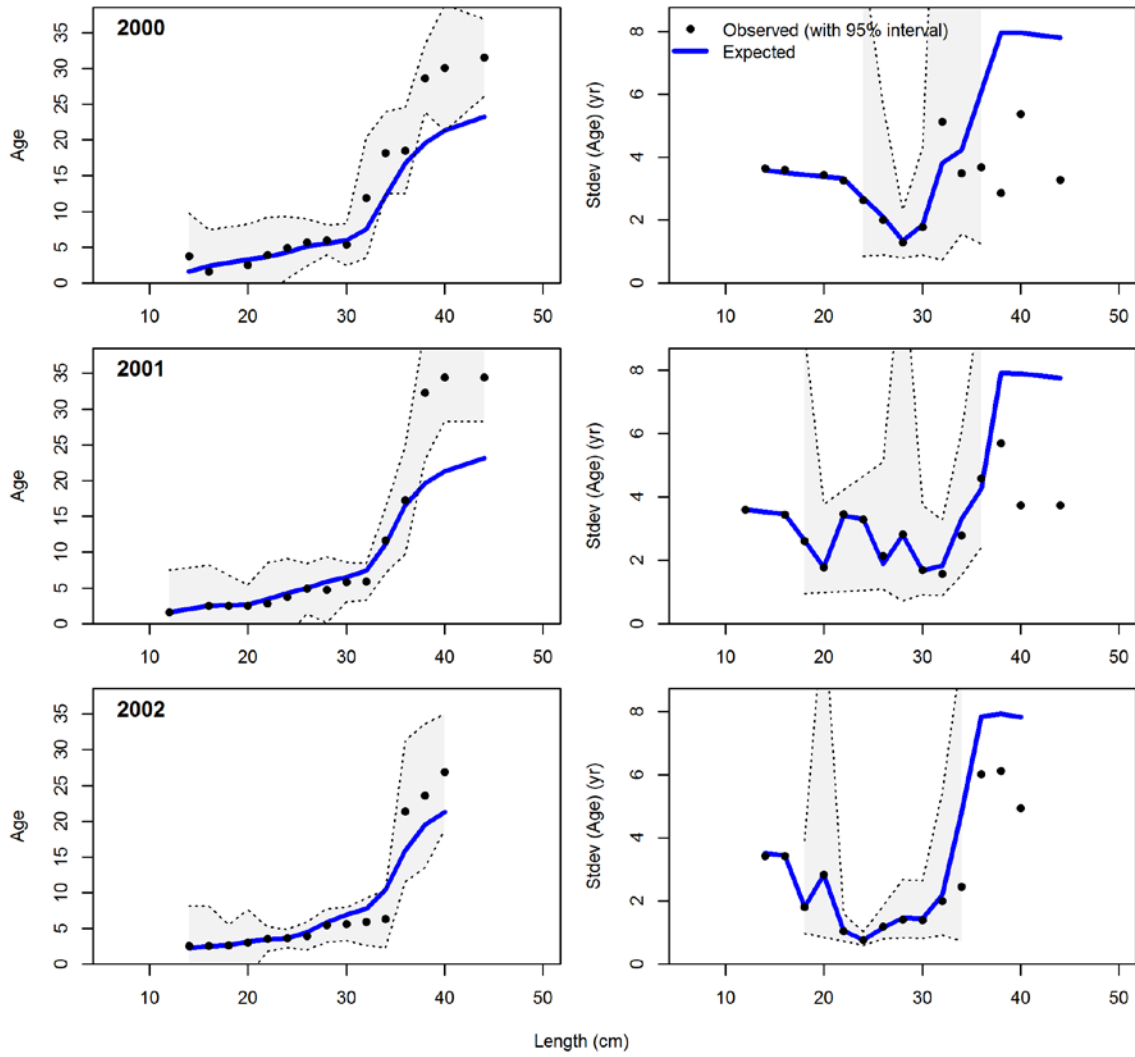 2000
Age
0 5 10 15 20 25 30 35
10 20 30 40 50
Stdev (Age) (yr)
0 2 4 6 8
Observed (with 95% interval)
Expected
10 20 30 40 50
2001
Age
0 5 10 15 20 25 30 35
10 20 30 40 50
Stdev (Age) (yr)
0 2 4 6 8
10 20 30 40 50
2002
Age
0 5 10 15 20 25 30 35
10 20 30 40 50
Stdev (Age) (yr)
0 2 4 6 8
10 20 30 40 50
Length (cm)